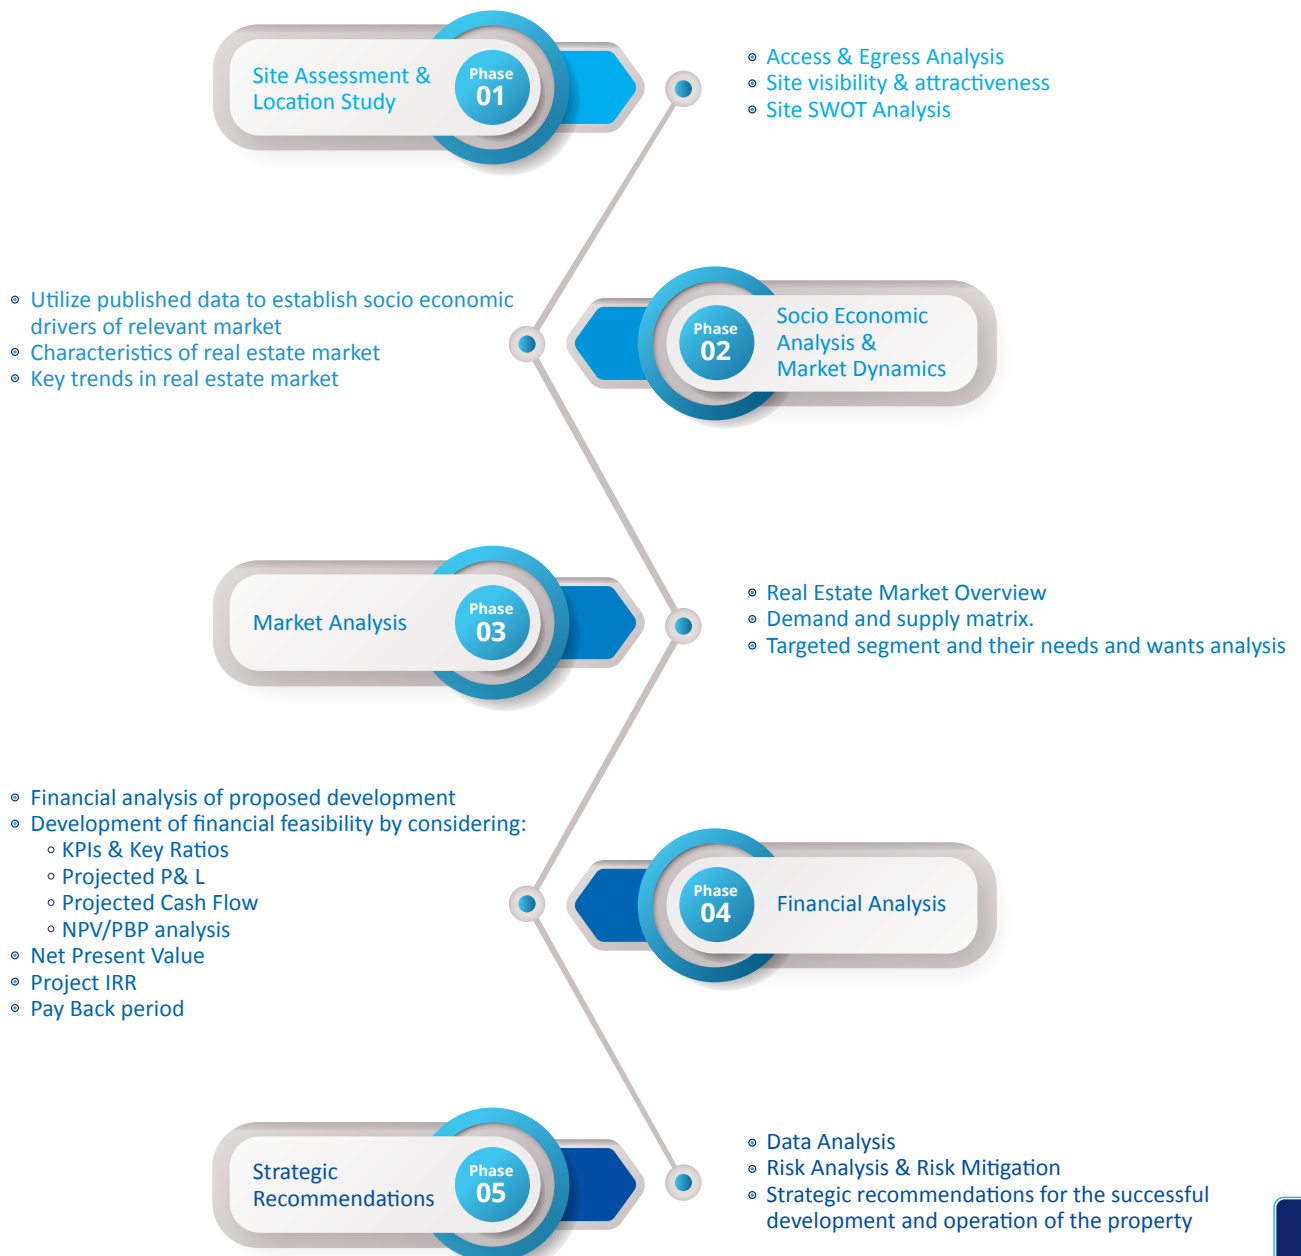 Site Assessment &
Location Study
Phase
01
Access & Egress Analysis
Site visibility & attractiveness
Site SWOT Analysis
Utilize published data to establish socio economic
drivers of relevant market
Characteristics of real estate market
Key trends in real estate market
Phase
02
Socio Economic
Analysis &
Market Dynamics
Market Analysis
Phase
03
Real Estate Market Overview
Demand and supply matrix.
Targeted segment and their needs and wants analysis
Financial analysis of proposed development
Development of financial feasibility by considering:
KPIs & Key Ratios
Projected P& L
Projected Cash Flow
NPV/PBP analysis
Net Present Value
Project IRR
Pay Back period
Phase
04
Financial Analysis
Strategic
Recommendations
Phase
05
Data Analysis
Risk Analysis & Risk Mitigation
Strategic recommendations for the successful
development and operation of the property